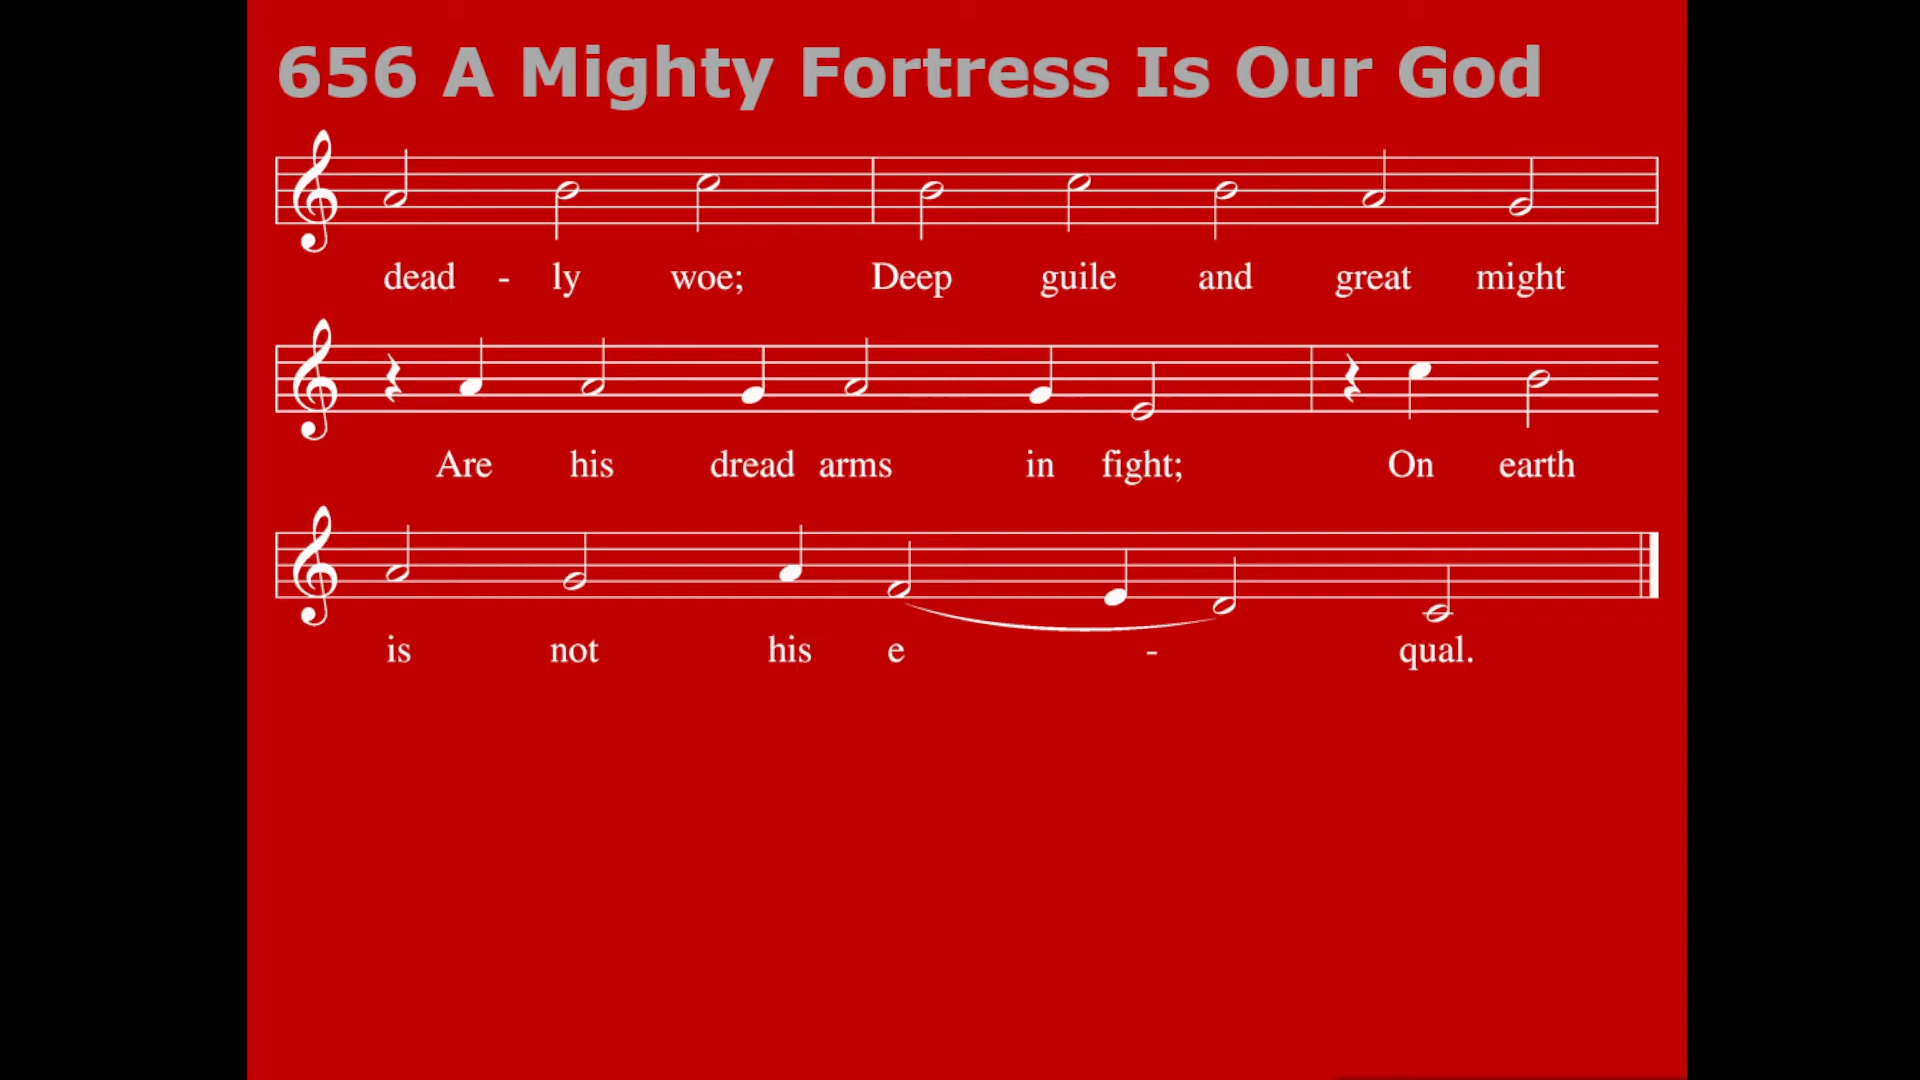 656 A Mighty Fortress Is Our God
dead - ly woe; Deep guile and great might
Are his dread arms in fight; On earth
is not his e - qual.